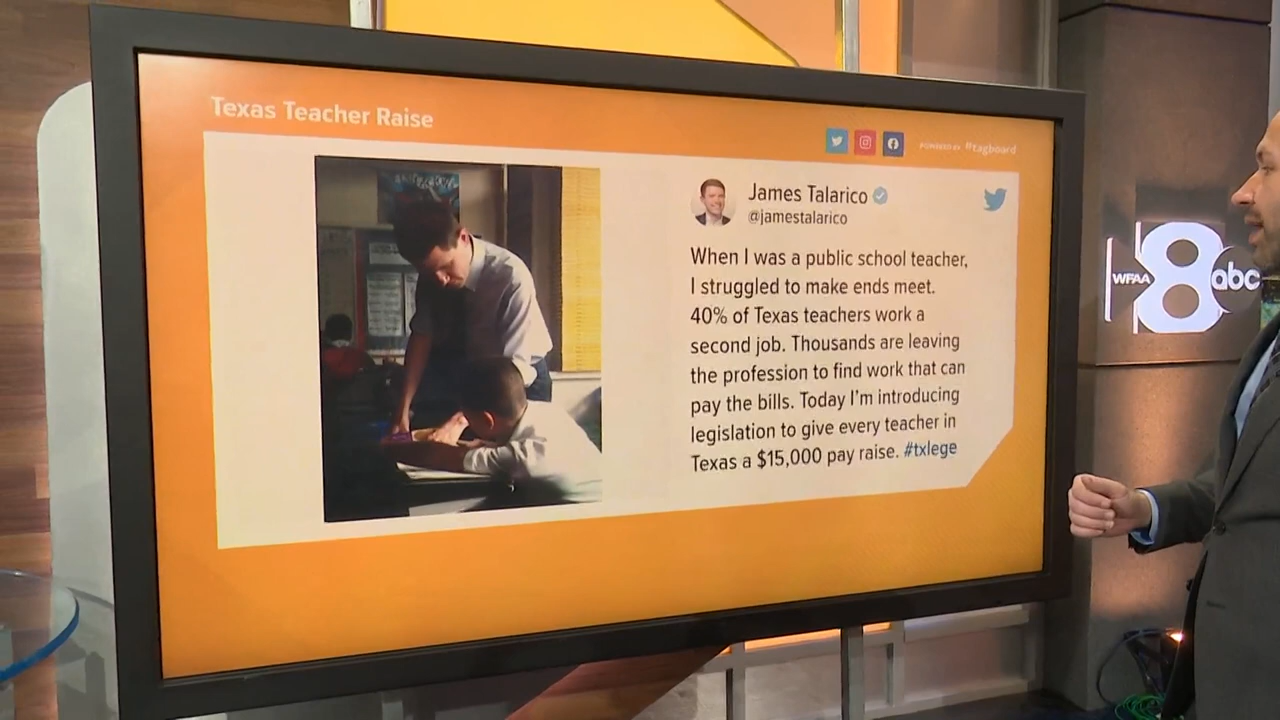 Texas Teacher Raise
POWERED BY #tagboard
James Talarico
@jamestalarico
When I was a public school teacher,
I struggled to make ends meet.
40% of Texas teachers work a
second job. Thousands are leaving
the profession to find work that can
pay the bills. Today I'm introducing
legislation to give every teacher in
Texas a $15,000 pay raise. #txlege
WFAA 8 abc